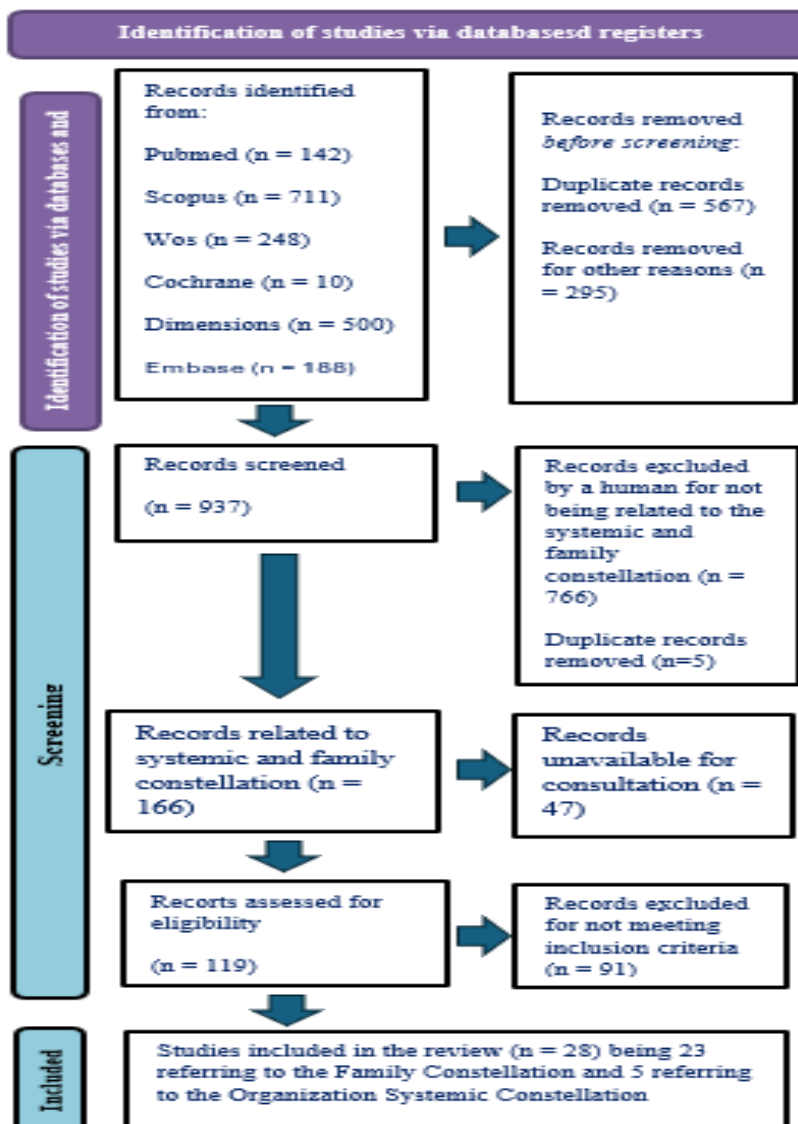 Identification of studies via databasesd registers
Identification of studies via databases and
Records identified
from:
Pubmed (n = 142)
Scopus (n = 711)
Wos (n = 248)
Cochrane (n = 10)
Dimensions (n = 500)
Embase (n = 188)
Records removed
before screening:
Duplicate records
removed (n = 567)
Records removed
for other reasons (n
= 295)
Screening
Records screened
(n = 937)
Records excluded
by a human for not
being related to the
systemic and
family
constellation (n =
766)
Duplicate records
removed (n=5)
Records related to
systemic and family
constellation (n =
166)
Records
unavailable for
consultation (n =
47)
Recorts assessed for
eligibility
(n = 119)
Records excluded
for not meeting
inclusion criteria
(n = 91)
Included
Studies included in the review (n = 28) being 23
referring to the Family Constellation and 5 referring
to the Organization Systemic Constellation